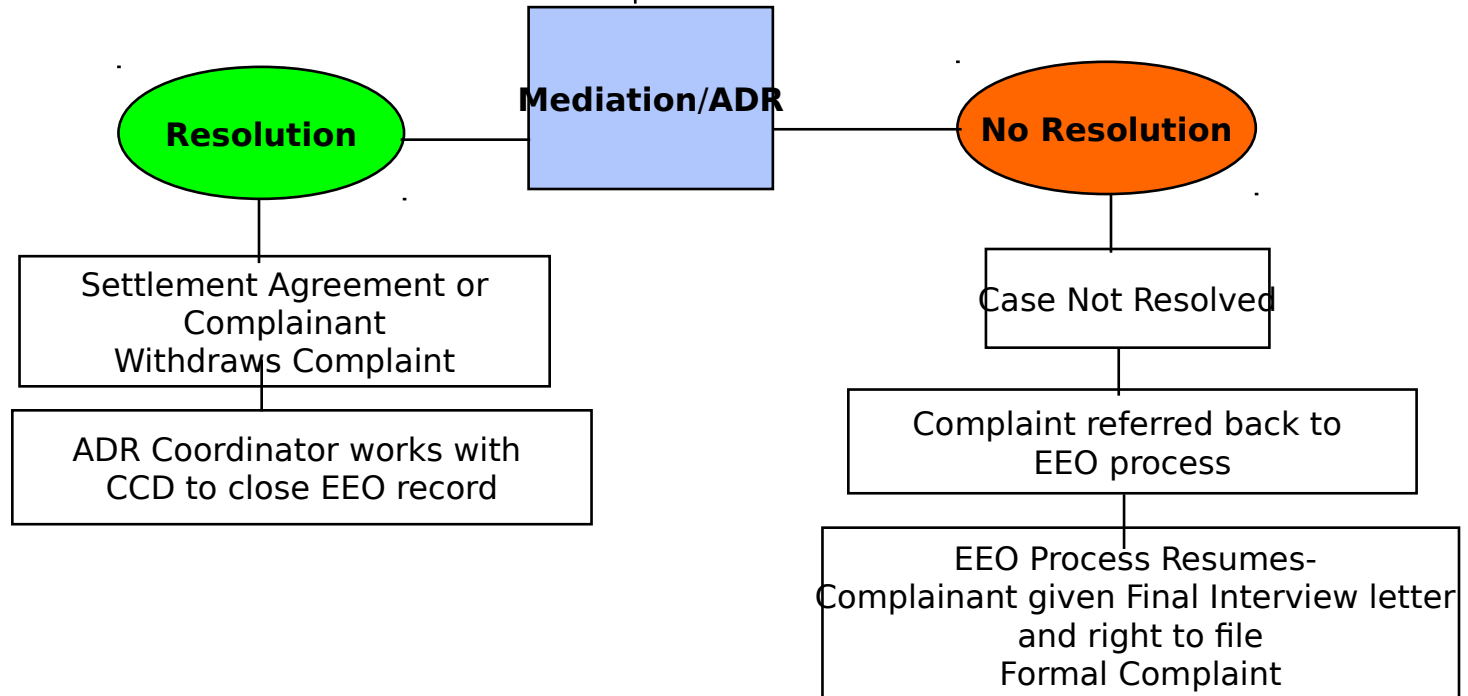 Mediation/ADR
Resolution
No Resolution
Settlement Agreement or
Complainant
Withdraws Complaint
ADR Coordinator works with
CCD to close EEO record
Case Not Resolved
Complaint referred back to
EEO process
EEO Process Resumes-
Complainant given Final Interview letter
and right to file
Formal Complaint